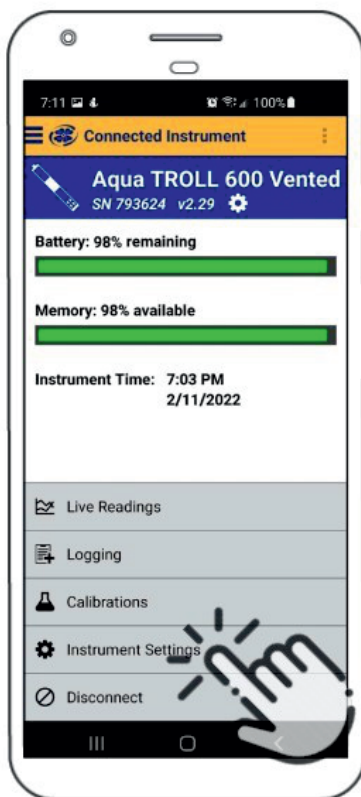 7:11 100%
Connected Instrument
Aqua TROLL 600 Vented
SN 793624 v2.29
Battery: 98% remaining
Memory: 98% available
Instrument Time: 7:03 PM
2/11/2022
Live Readings
Logging
Calibrations
Instrument Settings
Disconnect